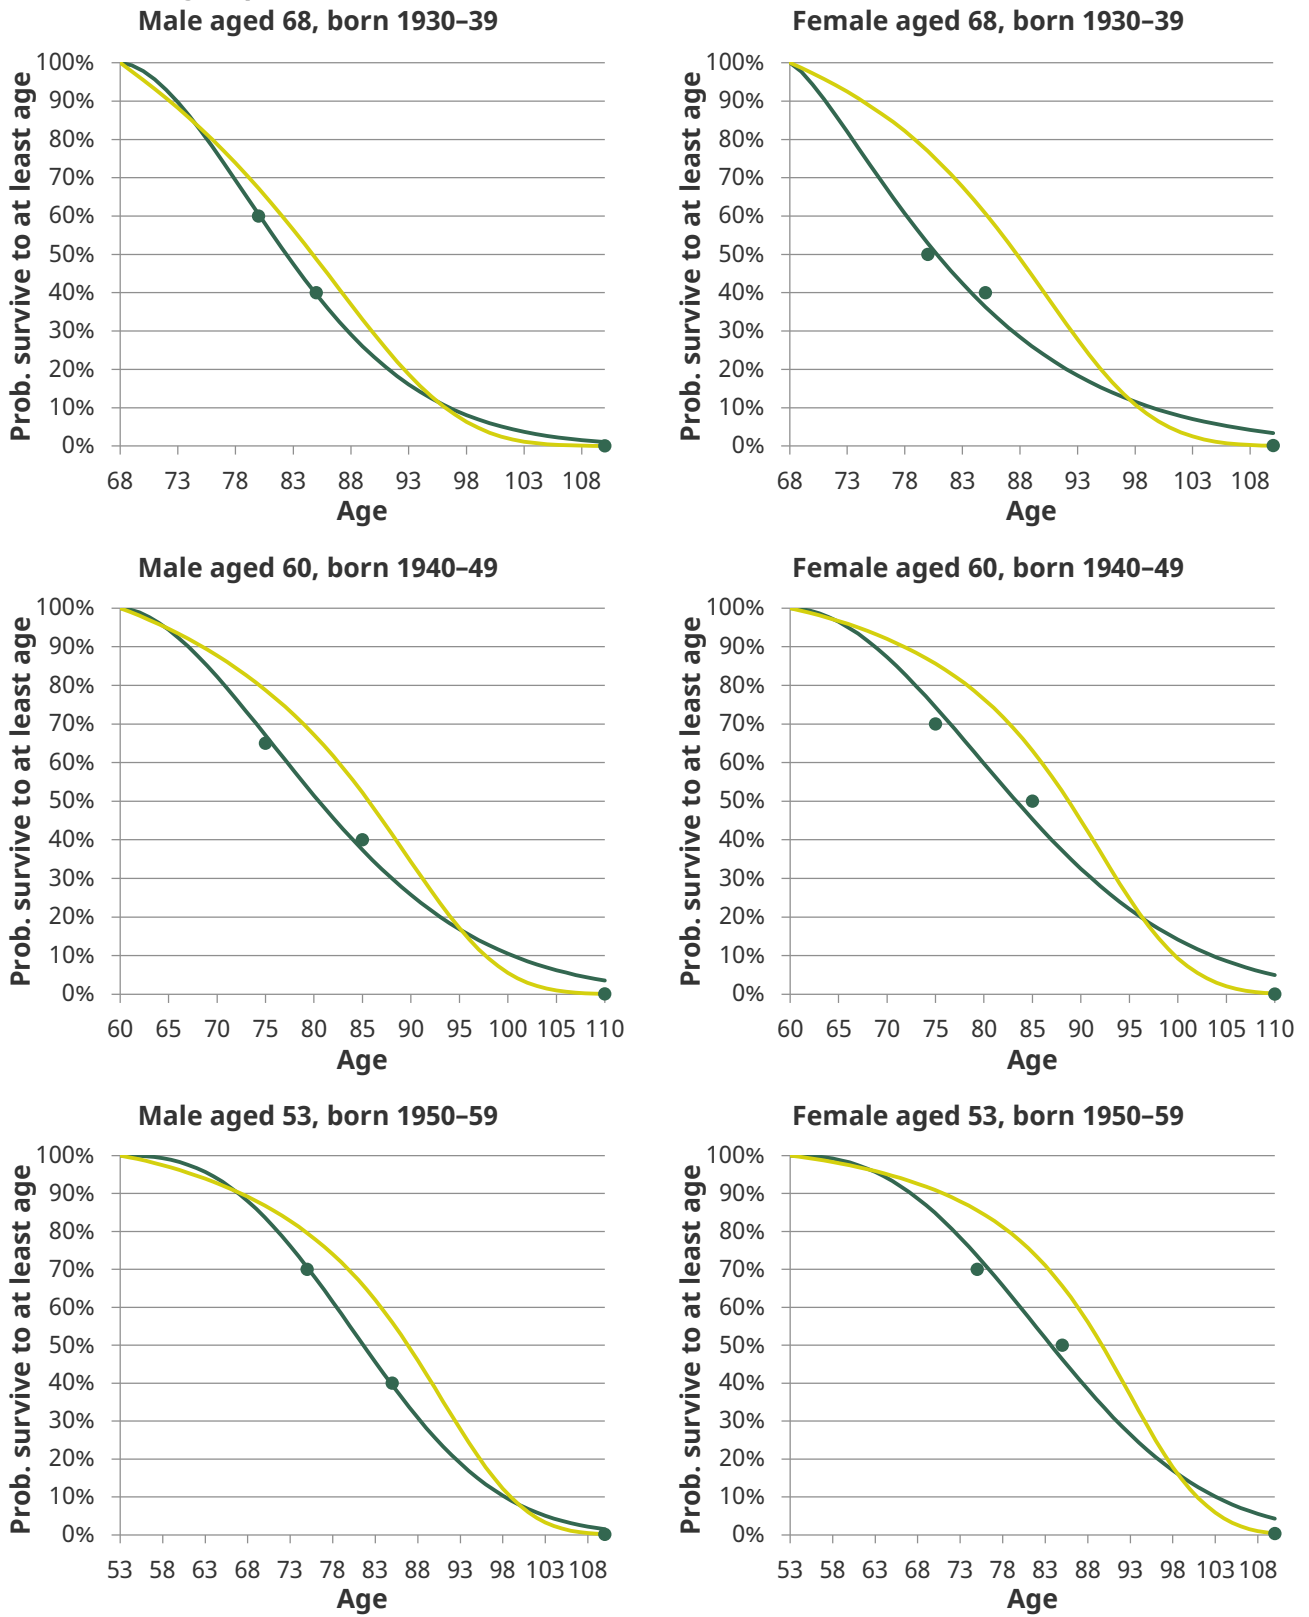 Male aged 68, born 1930–39
Prob. survive to at least age
100%
90%
80%
70%
60%
50%
40%
30%
20%
10%
0%
68 73 78 83 88 93 98 103 108
Age
Female aged 68, born 1930–39
Prob. survive to at least age
100%
90%
80%
70%
60%
50%
40%
30%
20%
10%
0%
68 73 78 83 88 93 98 103 108
Age
Male aged 60, born 1940–49
Prob. survive to at least age
100%
90%
80%
70%
60%
50%
40%
30%
20%
10%
0%
60 65 70 75 80 85 90 95 100 105 110
Age
Female aged 60, born 1940–49
Prob. survive to at least age
100%
90%
80%
70%
60%
50%
40%
30%
20%
10%
0%
60 65 70 75 80 85 90 95 100 105 110
Age
Male aged 53, born 1950–59
Prob. survive to at least age
100%
90%
80%
70%
60%
50%
40%
30%
20%
10%
0%
53 58 63 68 73 78 83 88 93 98 103 108
Age
Female aged 53, born 1950–59
Prob. survive to at least age
100%
90%
80%
70%
60%
50%
40%
30%
20%
10%
0%
53 58 63 68 73 78 83 88 93 98 103 108
Age